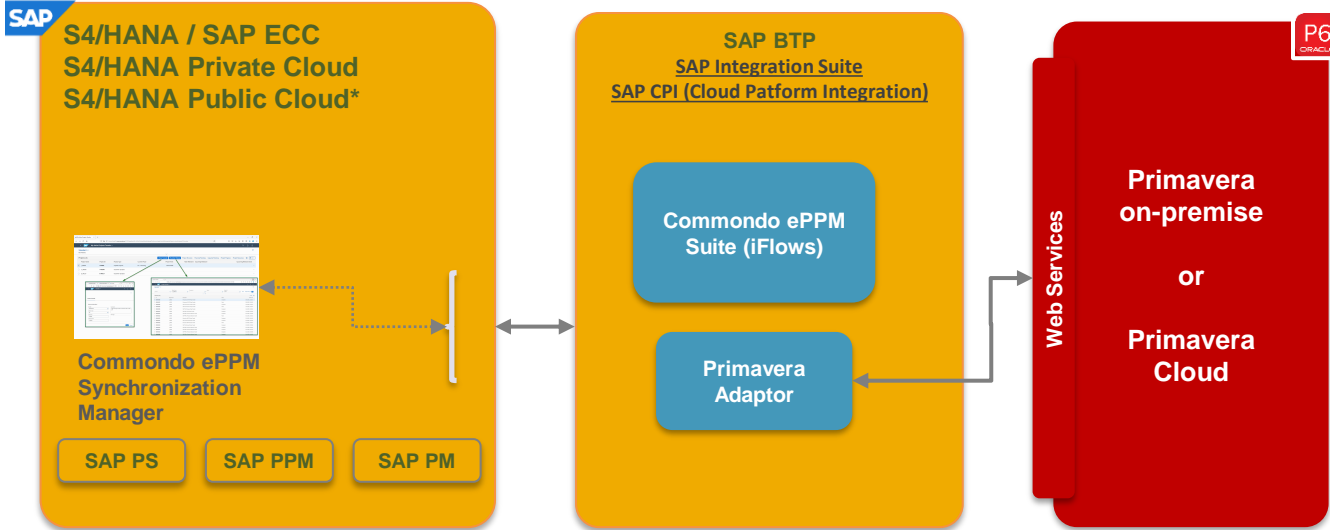 SAP
S4/HANA / SAP ECC
S4/HANA Private Cloud
S4/HANA Public Cloud*
Commondo ePPM
Synchronization
Manager
SAP PS
SAP PPM
SAP PM
SAP BTP
SAP Integration Suite
SAP CPI (Cloud Patform Integration)
Commondo ePPM
Suite (iFlows)
Primavera
Adaptor
Web Services
P6
ORACLE
Primavera
on-premise
or
Primavera
Cloud